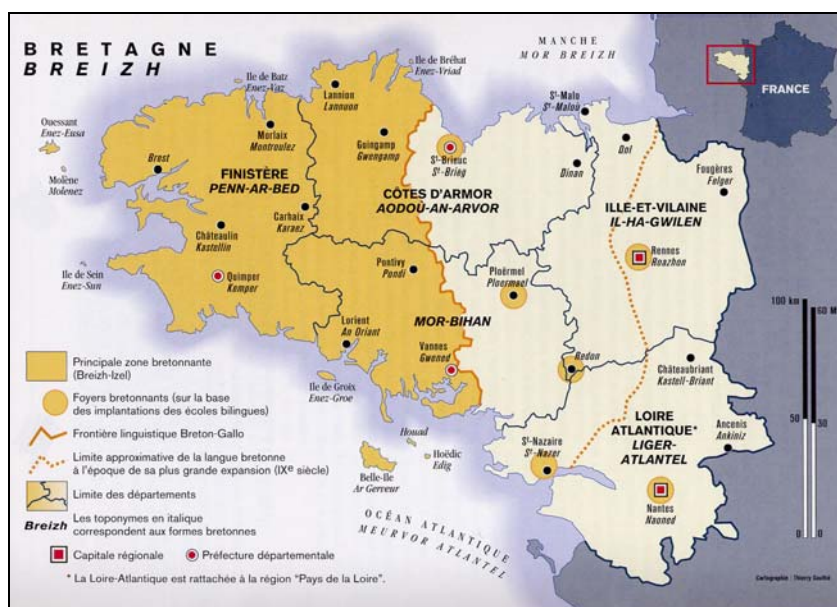 BRETAGNE
BREIZH
MANCHE
MOR BREIZH
FRANCE
Ile de Bréhat
Enez-Vriad
Ile de Batz
Enez-Vaz
Lannion
Lannuon
St-Malo
St-Maloù
Ouessant
Enez-Eusa
Morlaix
Montroulez
Guingamp
Gwengamp
St-Brieuc
St-Brieg
Dol
Dinan
Fougères
Felger
Brest
Molène
Molenez
FINISTÈRE
PENN-AR-BED
CÔTES D'ARMOR
AODOÙ-AN-ARVOR
ILLE-ET-VILAINE
IL-HA-GWILEN
Carhaix
Karaez
Châteaulin
Kastellin
Rennes
Roazhon
Ile de Sein
Enez-Sun
Quimper
Kemper
Pontivy
Pondi
Ploërmel
Ploermael
MOR-BIHAN
Lorient
An Oriant
Vannes
Gwened
Redon
Châteaubriant
Kastell-Briant
Ile de Groix
Enez-Groe
Houad
Hoëdic
Edig
Belle-Ile
Ar Gerveur
St-Nazaire
St-Nazer
LOIRE
ATLANTIQUE*
LIGER-
ATLANTEL
Ancenis
Ankiniz
Nantes
Naoned
OCÉAN ATLANTIQUE
MEURVOR ATLANTEL
100 km
60 M
50
30
0
0
Principale zone bretonnante
(Breizh-Izel)
Foyers bretonnants (sur la base
des implantations des écoles bilingues)
Frontière linguistique Breton-Gallo
Limite approximative de la langue bretonne
à l'époque de sa plus grande expansion (IXe siècle)
Limite des départements
Breizh Les toponymes en italique
correspondent aux formes bretonnes
Capitale régionale
Préfecture départementale
* La Loire-Atlantique est rattachée à la région "Pays de la Loire".
Cartographie : Thierry